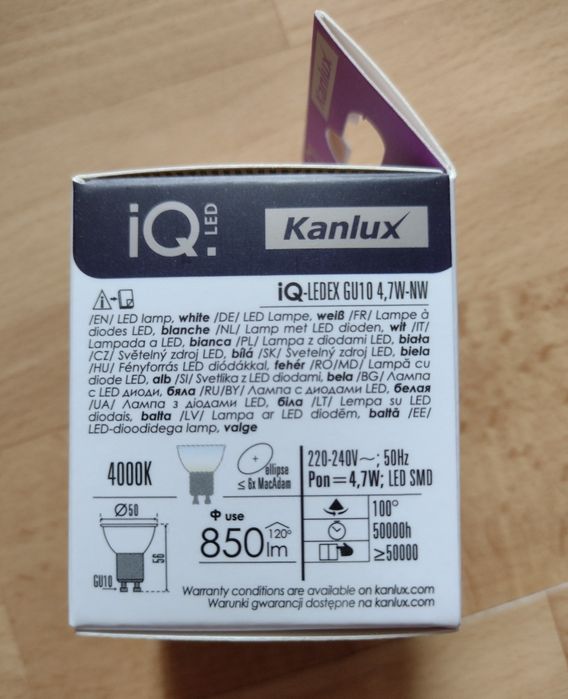 Kanlux
iQ.LED
Kanlux
iQ-LEDEX GU10 4,7W-NW
/EN/ LED lamp, white /DE/ LED Lampe, weiß /FR/ Lampe à
diodes LED, blanche /NL/ Lamp met LED dioden, wit /IT/
Lampada a LED, bianca /PL/ Lampa z diodami LED, biała
/CZ/ Světelný zdroj LED, bílá /SK/ Svetelný zdroj LED, biela
/HU/ Fényforrás LED diódákkal, fehér /RO/MD/ Lampă cu
diode LED, alb /SI/ Svetlika z LED diodami, bela /BG/ Лампа
с LED диоди, бяла /RU/BY/ Лампа с диодами LED, белая
/UA/ Лампа з діодами LED, біла /LT/ Lempa su LED
diodais, balta /LV/ Lampa ar LED diodēm, baltā /EE/
LED-dioodidega lamp, valge
4000K
ellipse
≤ 6x MacAdam
220-240V~; 50Hz
Pon=4,7W; LED SMD
Ø50
56
GU10
Φ use
850lm 120°
100°
50000h
≥50000
Warranty conditions are available on kanlux.com
Warunki gwarancji dostępne na kanlux.com